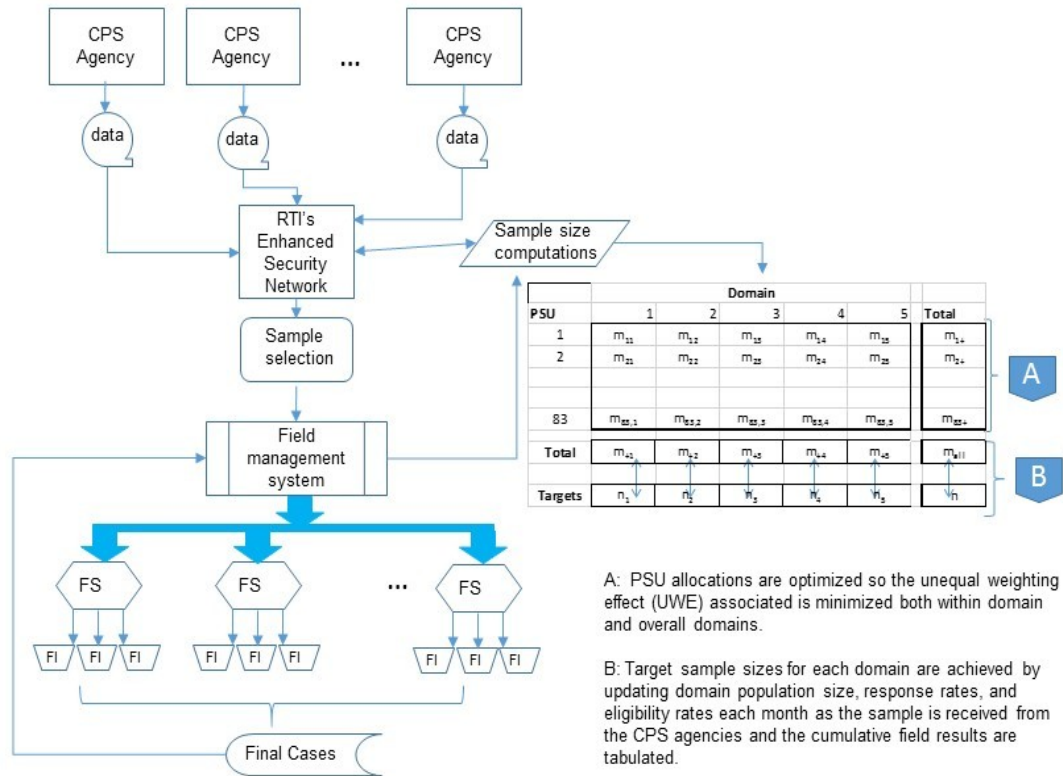 CPS
Agency
CPS
Agency
...
CPS
Agency
data
data
data
RTI's
Enhanced
Security
Network
Sample size
computations
Sample
selection
Field
management
system
Domain
PSU 1 2 3 4 5 Total
1 m11 m12 m13 m14 m15 m1+
2 m21 m22 m23 m24 m25 m2+
83 m83,1 m83,2 m83,3 m83,4 m83,5 m83+
Total m+1 m+2 m+3 m+4 m+5 mall
Targets n1 n2 n3 n4 n5 n
A
B
FS
FS
...
FS
FI FI FI
FI FI FI
FI FI FI
Final Cases
A: PSU allocations are optimized so the unequal weighting
effect (UWE) associated is minimized both within domain
and overall domains.
B: Target sample sizes for each domain are achieved by
updating domain population size, response rates, and
eligibility rates each month as the sample is received from
the CPS agencies and the cumulative field results are
tabulated.